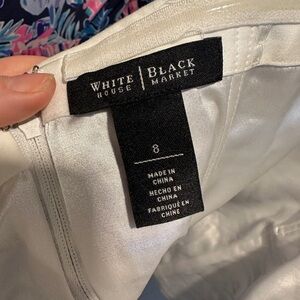 WHITE | BLACK
HOUSE | MARKET
8
MADE IN
CHINA
HECHO EN
CHINA
FABRIQUÉ EN
CHINE